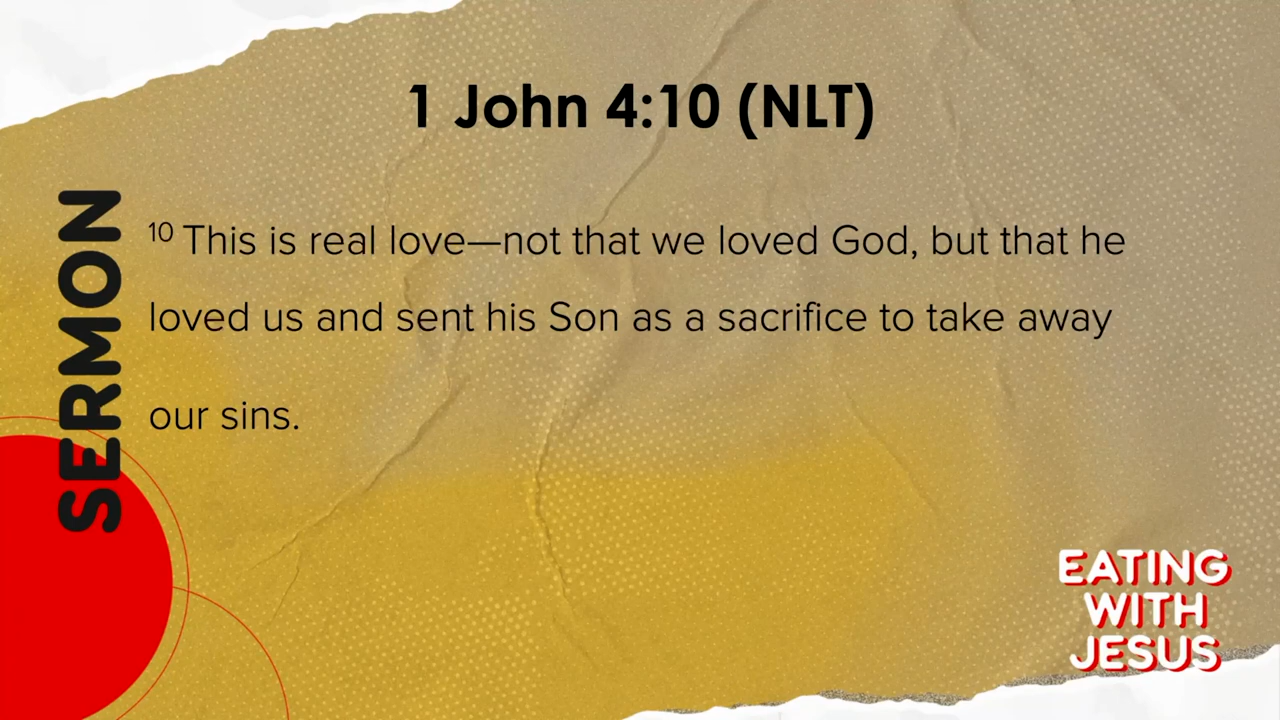 1 John 4:10 (NLT)
SERMON
10 This is real love—not that we loved God, but that he
loved us and sent his Son as a sacrifice to take away
our sins.
EATING
WITH
JESUS